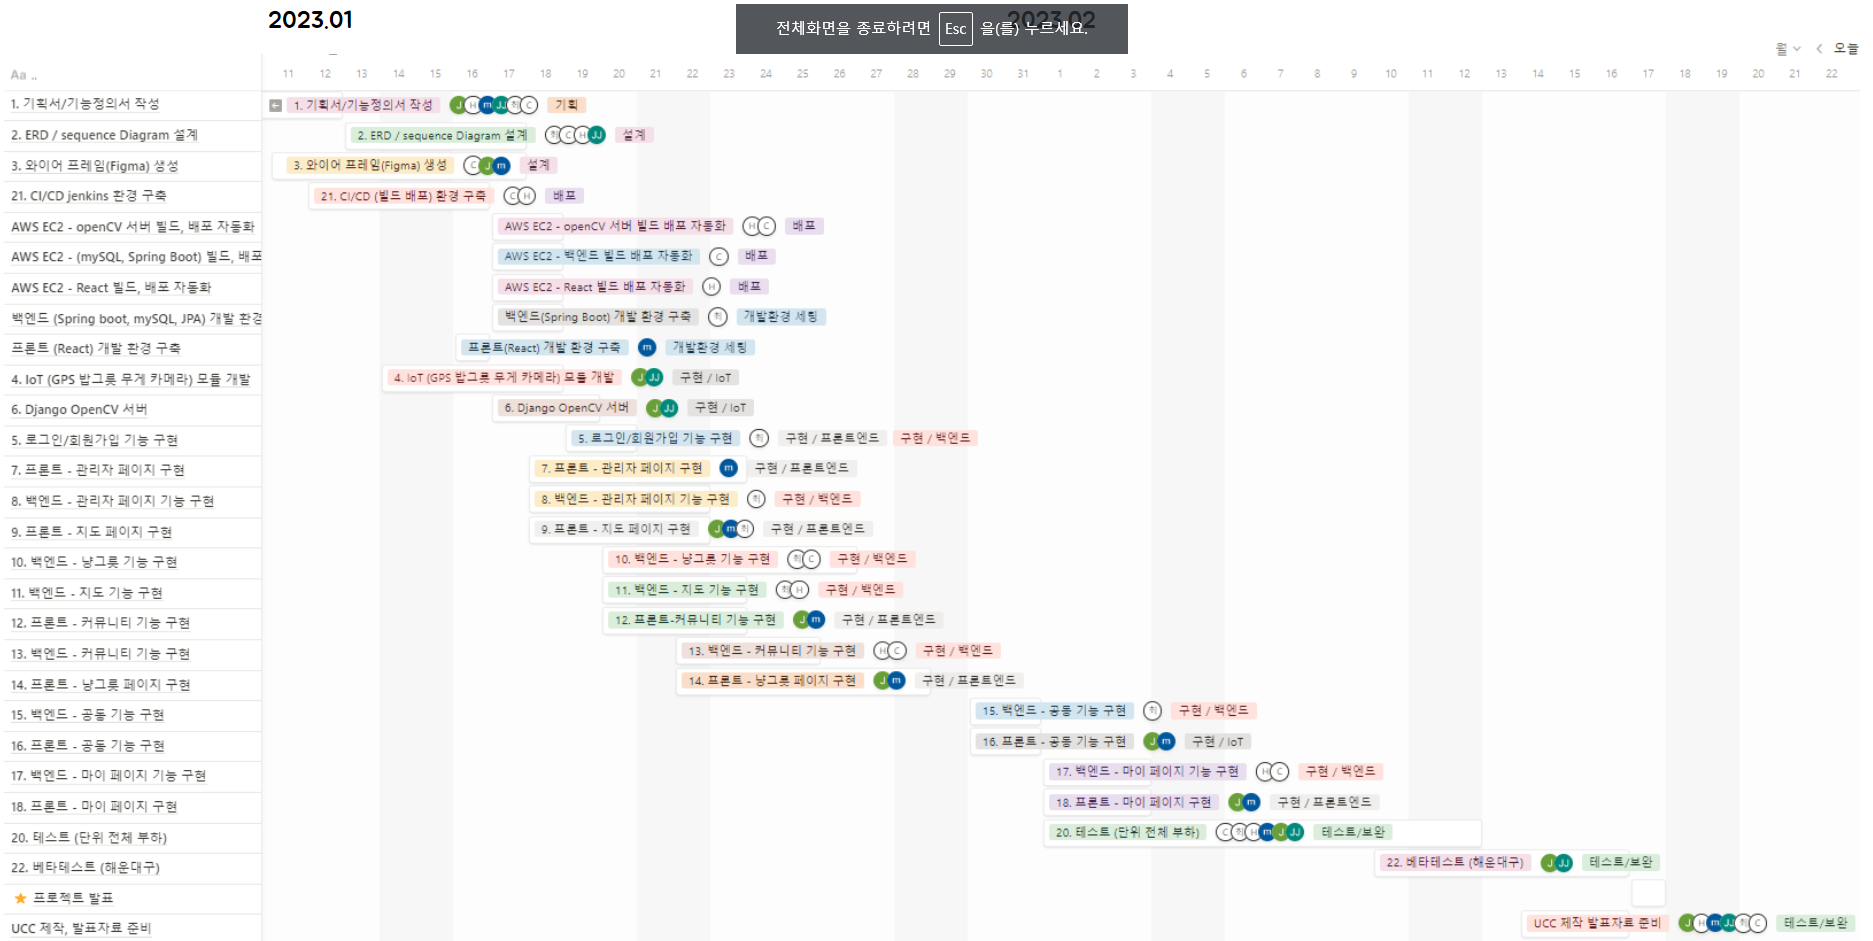 2023.01
2023.02
전체화면을 종료하려면 Esc 을(를) 누르세요.
월 오늘
Aa ..
11 12 13 14 15 16 17 18 19 20 21 22 23 24 25 26 27 28 29 30 31 1 2 3 4 5 6 7 8 9 10 11 12 13 14 15 16 17 18 19 20 21 22
1. 기획서/기능정의서 작성 1. 기획서/기능정의서 작성 J H m JJ 최 C 기획
2. ERD / sequence Diagram 설계 2. ERD / sequence Diagram 설계 최 C H JJ 설계
3. 와이어 프레임(Figma) 생성 3. 와이어 프레임(Figma) 생성 C J m 설계
21. CI/CD jenkins 환경 구축 21. CI/CD (빌드 배포) 환경 구축 C H 배포
AWS EC2 - openCV 서버 빌드, 배포 자동화 AWS EC2 - openCV 서버 빌드 배포 자동화 H C 배포
AWS EC2 - (mySQL, Spring Boot) 빌드, 배포 AWS EC2 - 백엔드 빌드 배포 자동화 C 배포
AWS EC2 - React 빌드, 배포 자동화 AWS EC2 - React 빌드 배포 자동화 H 배포
백엔드 (Spring boot, mySQL, JPA) 개발 환경 백엔드(Spring Boot) 개발 환경 구축 최 개발환경 세팅
프론트 (React) 개발 환경 구축 프론트(React) 개발 환경 구축 m 개발환경 세팅
4. IoT (GPS 밥그릇 무게 카메라) 모듈 개발 4. IoT (GPS 밥그릇 무게 카메라) 모듈 개발 J JJ 구현 / IoT
6. Django OpenCV 서버 6. Django OpenCV 서버 J JJ 구현 / IoT
5. 로그인/회원가입 기능 구현 5. 로그인/회원가입 기능 구현 최 구현 / 프론트엔드 구현 / 백엔드
7. 프론트 - 관리자 페이지 구현 7. 프론트 - 관리자 페이지 구현 m 구현 / 프론트엔드
8. 백엔드 - 관리자 페이지 기능 구현 8. 백엔드 - 관리자 페이지 기능 구현 최 구현 / 백엔드
9. 프론트 - 지도 페이지 구현 9. 프론트 - 지도 페이지 구현 J m 최 구현 / 프론트엔드
10. 백엔드 - 냥그릇 기능 구현 10. 백엔드 - 냥그릇 기능 구현 최 C 구현 / 백엔드
11. 백엔드 - 지도 기능 구현 11. 백엔드 - 지도 기능 구현 최 H 구현 / 백엔드
12. 프론트 - 커뮤니티 기능 구현 12. 프론트-커뮤니티 기능 구현 J m 구현 / 프론트엔드
13. 백엔드 - 커뮤니티 기능 구현 13. 백엔드 - 커뮤니티 기능 구현 H C 구현 / 백엔드
14. 프론트 - 냥그릇 페이지 구현 14. 프론트 - 냥그릇 페이지 구현 J m 구현 / 프론트엔드
15. 백엔드 - 공동 기능 구현 15. 백엔드 - 공동 기능 구현 최 구현 / 백엔드
16. 프론트 - 공동 기능 구현 16. 프론트 - 공동 기능 구현 J m 구현 / IoT
17. 백엔드 - 마이 페이지 기능 구현 17. 백엔드 - 마이 페이지 기능 구현 H C 구현 / 백엔드
18. 프론트 - 마이 페이지 구현 18. 프론트 - 마이 페이지 구현 J m 구현 / 프론트엔드
20. 테스트 (단위 전체 부하) 20. 테스트 (단위 전체 부하) C 최 H m J JJ 테스트/보완
22. 베타테스트 (해운대구) 22. 베타테스트 (해운대구) J JJ 테스트/보완
프로젝트 발표
UCC 제작, 발표자료 준비 UCC 제작 발표자료 준비 J H m JJ 최 C 테스트/보완